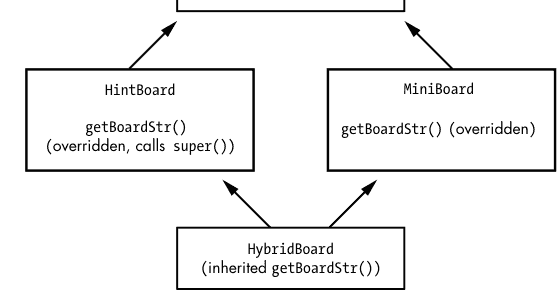 HintBoard
getBoardStr()
(overridden, calls super())
MiniBoard
getBoardStr() (overridden)
HybridBoard
(inherited getBoardStr())